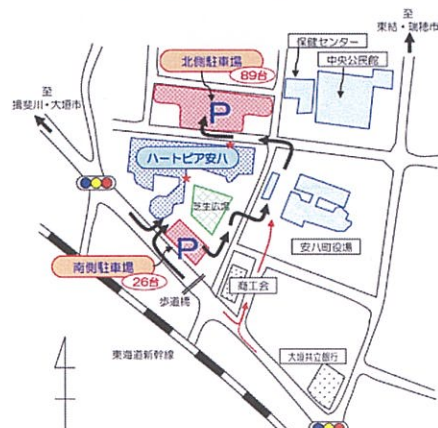 至
東結・瑞穂市
保健センター
中央公民館
北側駐車場
89台
P
至
揖斐川・大垣市
ハートピア安八
芝生広場
安八町役場
P
南側駐車場
26台
歩道橋
商工会
東海道新幹線
大垣共立銀行